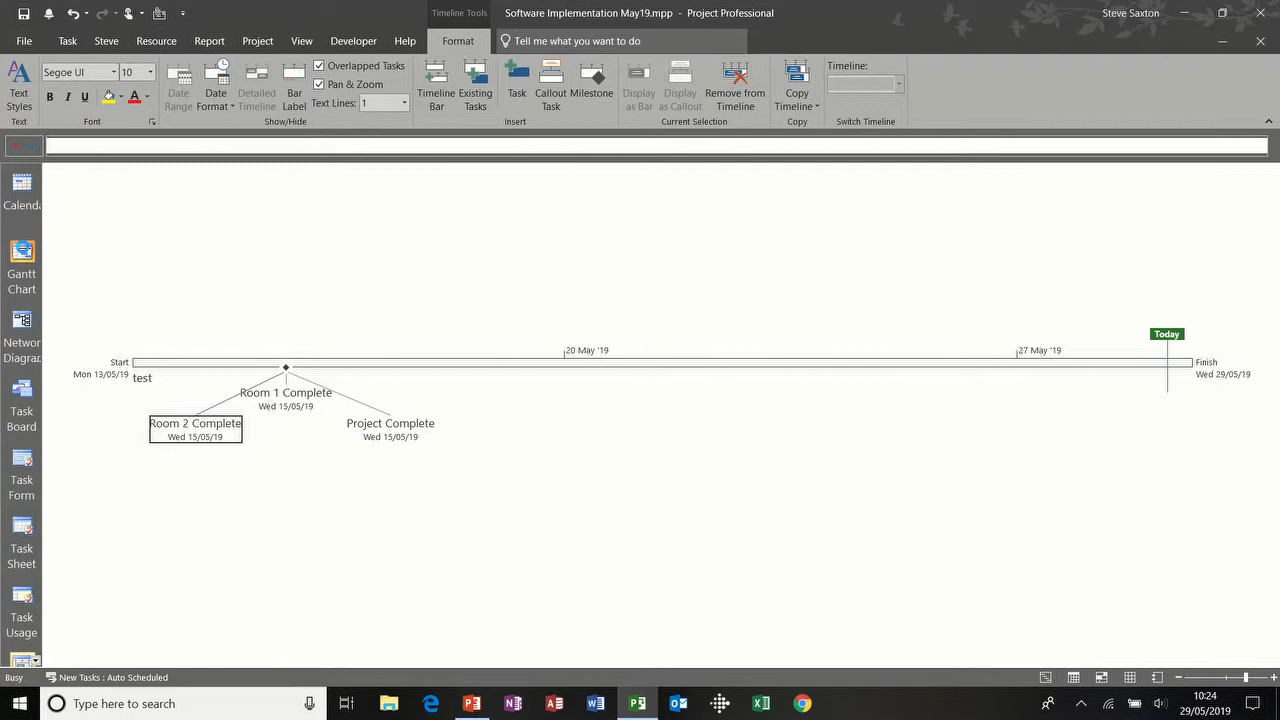 Timeline Tools
Software Implementation May19.mpp - Project Professional
Steve Saxton
File Task Steve Resource Report Project View Developer Help Format Tell me what you want to do
Segoe UI 10
Text Styles
B I U A
Date Range
Date Format
Detailed Timeline
Bar Label
Overlapped Tasks
Pan & Zoom
Text Lines: 1
Timeline Bar
Existing Tasks
Task
Callout Task
Milestone
Display as Bar
Display as Callout
Remove from Timeline
Copy Timeline
Timeline:
Text Font Show/Hide Insert Current Selection Copy Switch Timeline
Calenda
Gantt Chart
Network Diagram
Task Board
Task Form
Task Sheet
Task Usage
Today
20 May '19 27 May '19
Start
Mon 13/05/19
Finish
Wed 29/05/19
test
Room 1 Complete
Wed 15/05/19
Room 2 Complete
Wed 15/05/19
Project Complete
Wed 15/05/19
Busy New Tasks : Auto Scheduled
Type here to search
10:24
29/05/2019